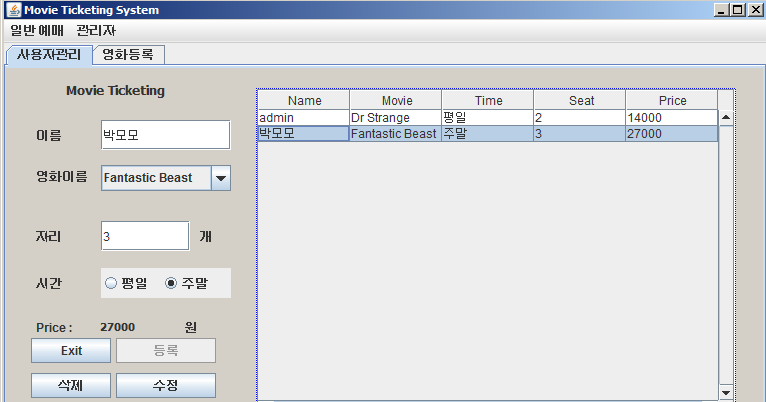 Movie Ticketing System
일반예매 관리자
사용자관리 영화등록
Movie Ticketing
이름 박모모
영화이름 Fantastic Beast
자리 3 개
시간 평일 주말
Price : 27000 원
Exit 등록
삭제 수정
Name Movie Time Seat Price
admin Dr Strange 평일 2 14000
박모모 Fantastic Beast 주말 3 27000